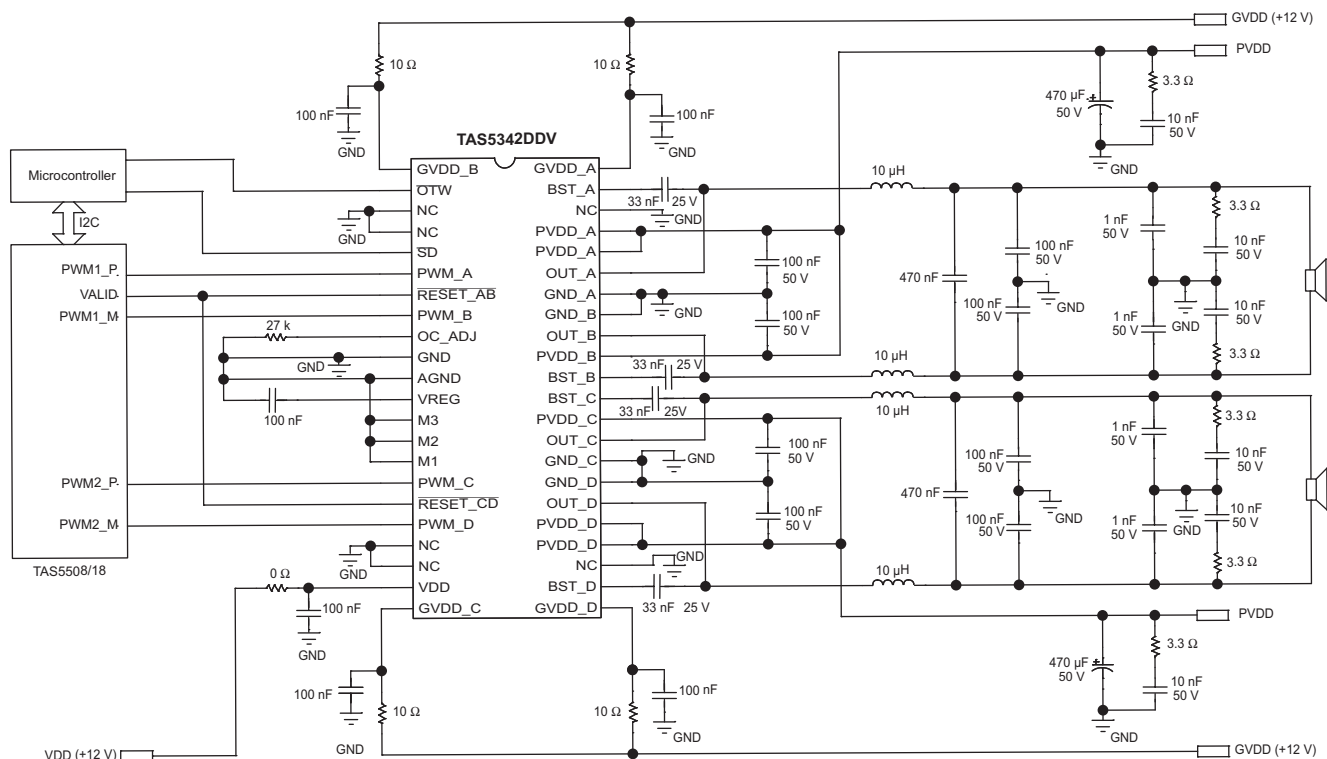 GVDD (+12 V)
PVDD
10 Ω
10 Ω
3.3 Ω
470 µF
50 V
10 nF
50 V
100 nF
GND
100 nF
GND
GND
TAS5342DDV
Microcontroller
I2C
PWM1_P
VALID
PWM1_M
PWM2_P
PWM2_M
TAS5508/18
GVDD_B
OTW
NC
NC
SD
PWM_A
RESET_AB
PWM_B
OC_ADJ
GND
AGND
VREG
M3
M2
M1
PWM_C
RESET_CD
PWM_D
NC
NC
VDD
GVDD_C
GVDD_A
BST_A
NC
PVDD_A
PVDD_A
OUT_A
GND_A
GND_B
OUT_B
PVDD_B
BST_B
BST_C
PVDD_C
OUT_C
GND_C
GND_D
OUT_D
PVDD_D
PVDD_D
NC
BST_D
GVDD_D
GND
27 k
GND
100 nF
GND
0 Ω
100 nF
GND
33 nF 25 V
GND
100 nF
50 V
GND
100 nF
50 V
33 nF 25 V
33 nF 25V
GND
100 nF
50 V
100 nF
50 V
GND
33 nF 25 V
10 µH
470 nF
100 nF
50 V
GND
100 nF
50 V
1 nF
50 V
GND
1 nF
50 V
3.3 Ω
10 nF
50 V
10 nF
50 V
3.3 Ω
10 µH
10 µH
470 nF
100 nF
50 V
GND
100 nF
50 V
1 nF
50 V
GND
1 nF
50 V
3.3 Ω
10 nF
50 V
10 nF
50 V
3.3 Ω
10 µH
PVDD
3.3 Ω
470 µF
50 V
10 nF
50 V
GND
100 nF
10 Ω
GND
100 nF
10 Ω
GND
VDD (+12 V)
GVDD (+12 V)